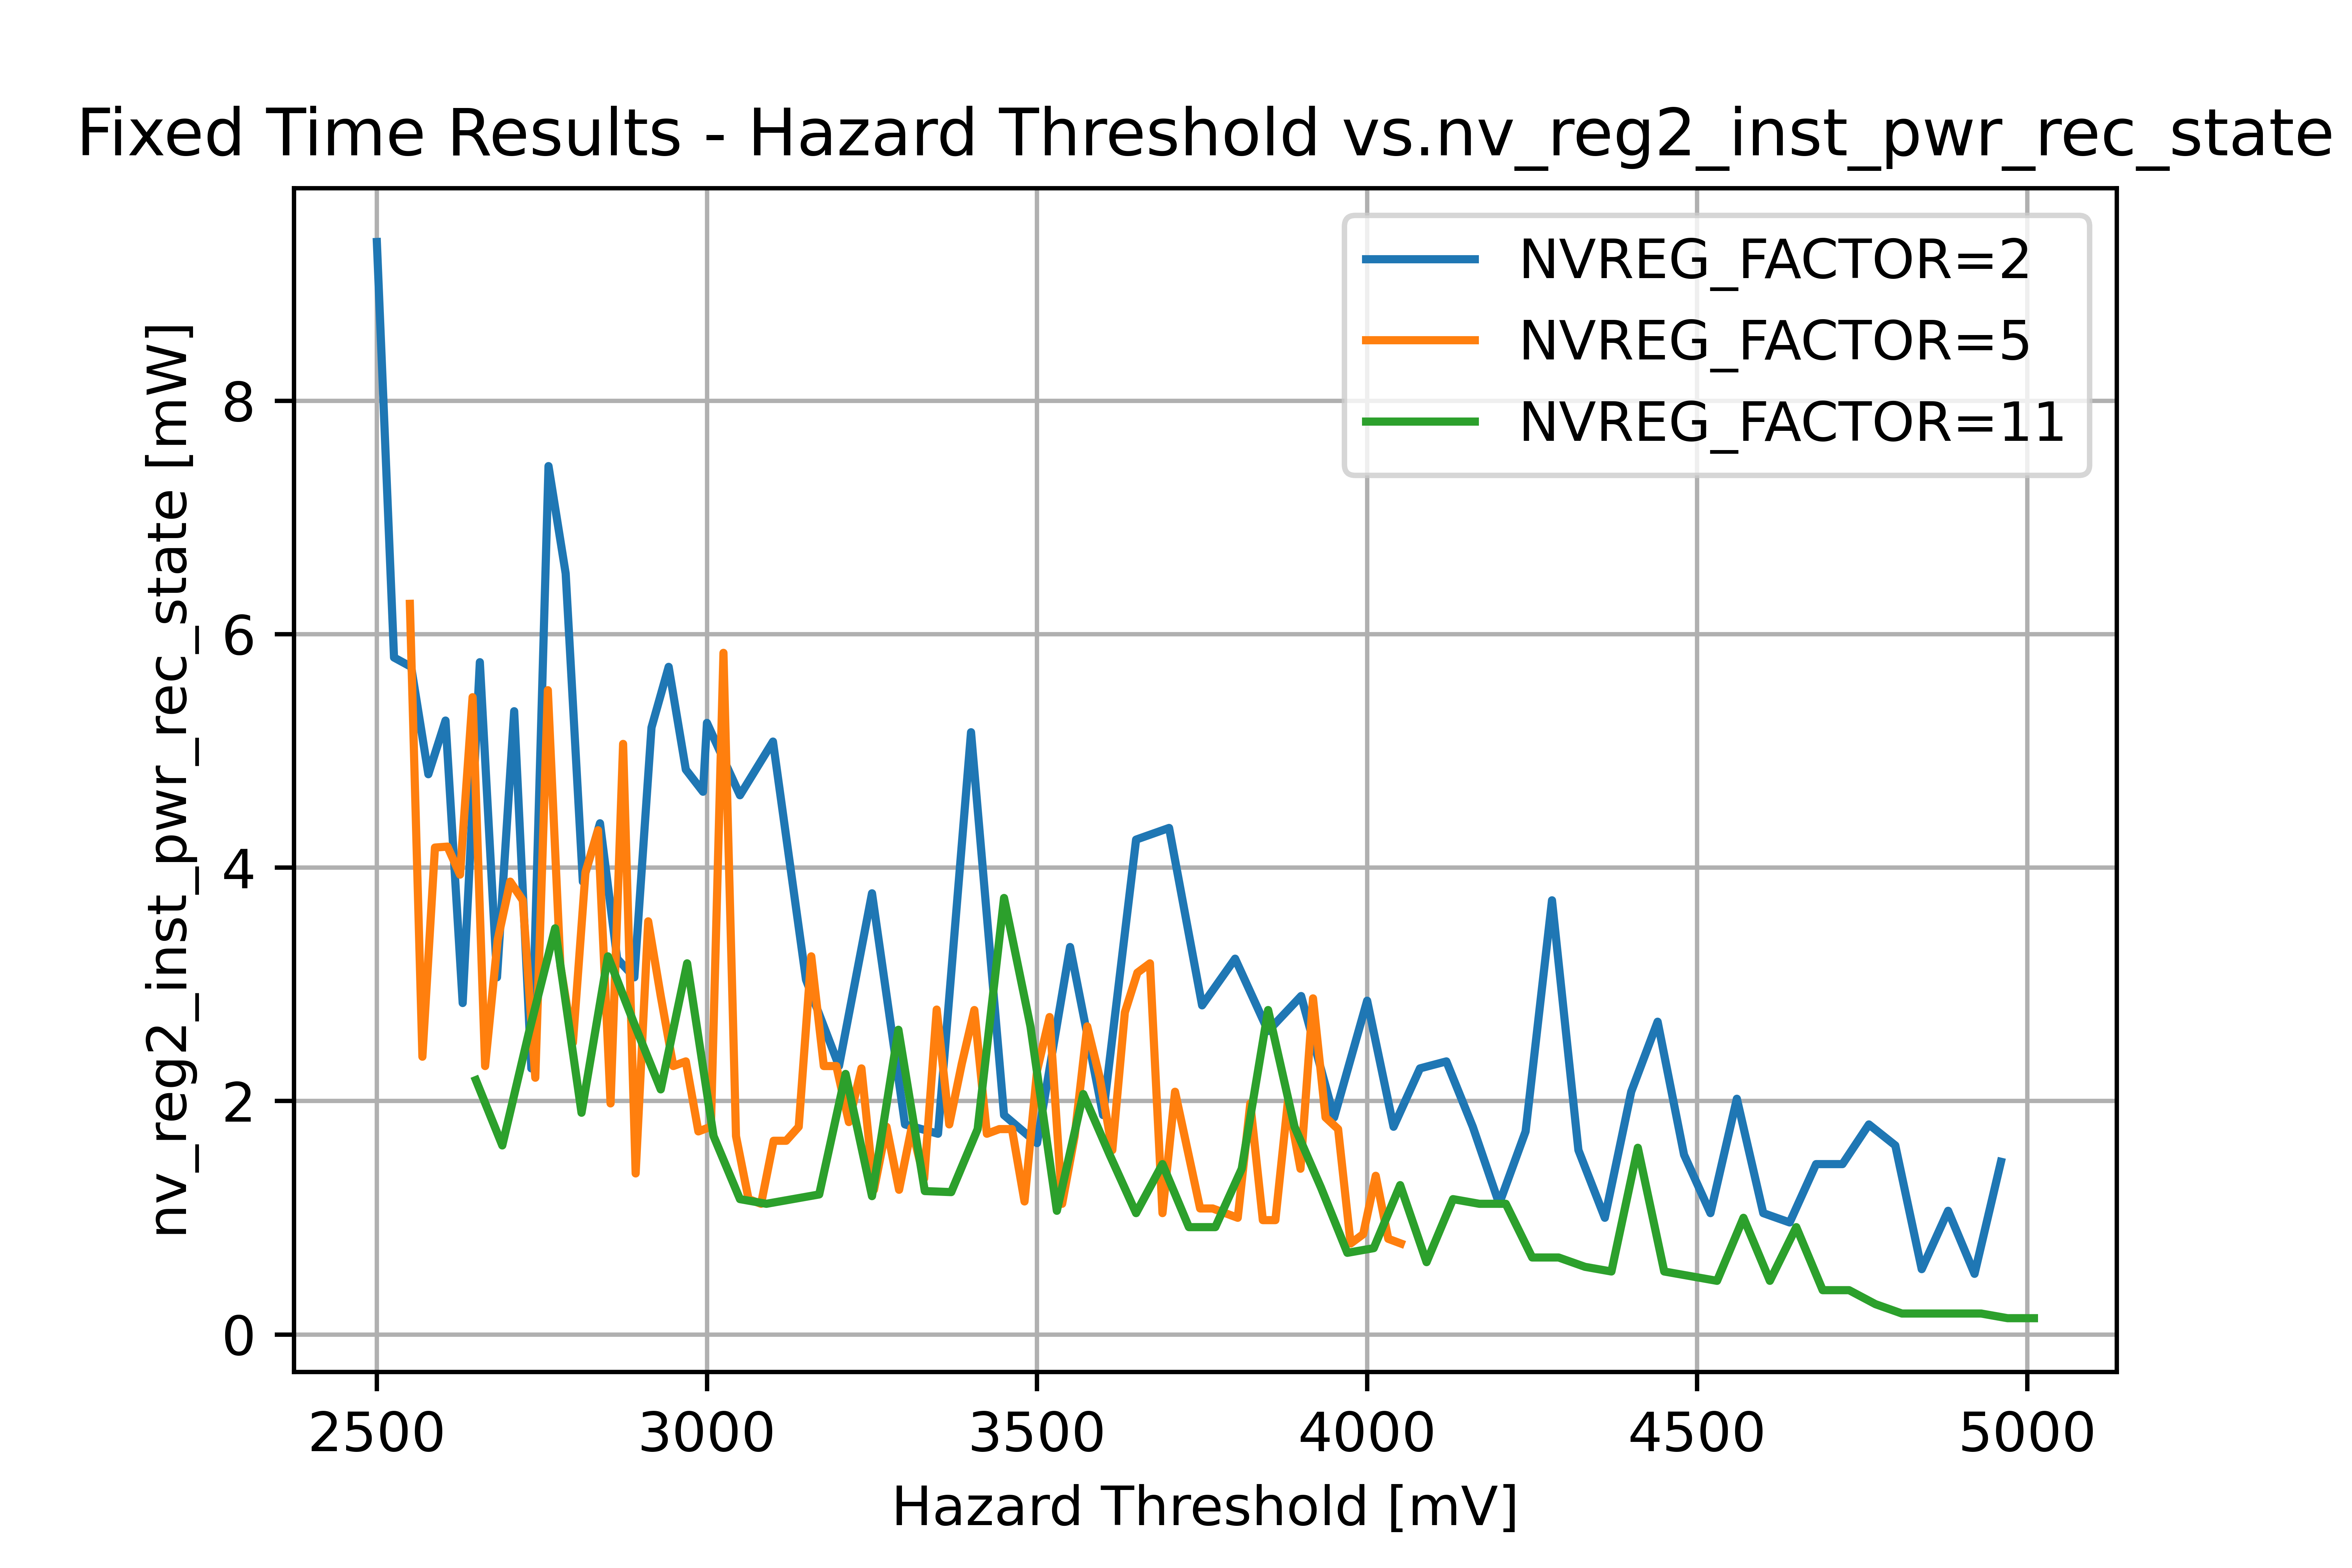 Fixed Time Results - Hazard Threshold vs.nv_reg2_inst_pwr_rec_state
nv_reg2_inst_pwr_rec_state [mW]
8
6
4
2
0
NVREG_FACTOR=2
NVREG_FACTOR=5
NVREG_FACTOR=11
2500 3000 3500 4000 4500 5000
Hazard Threshold [mV]